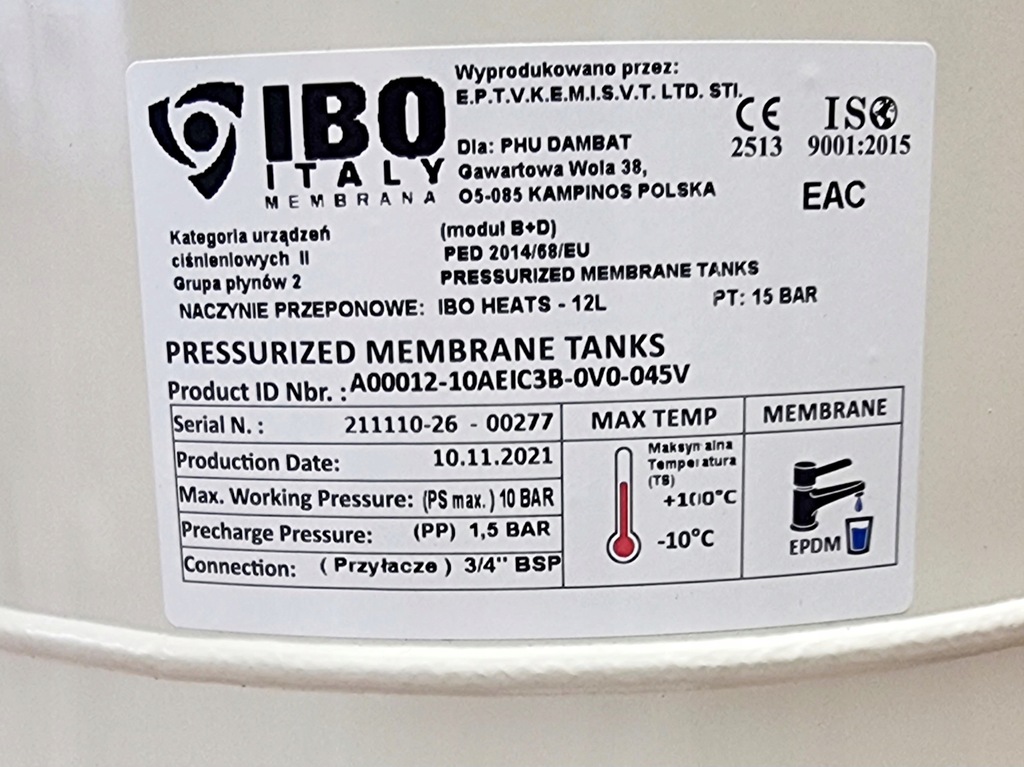 IBO
ITALY
MEMBRANA
Wyprodukowano przez:
E.P.T.V.K.E.M.I.S.V.T. LTD. STI.
Dla: PHU DAMBAT
Gawartowa Wola 38,
O5-085 KAMPINOS POLSKA
CE
2513
ISO
9001:2015
EAC
Kategoria urządzeń
ciśnieniowych II
Grupa płynów 2
(moduł B+D)
PED 2014/68/EU
PRESSURIZED MEMBRANE TANKS
NACZYNIE PRZEPONOWE: IBO HEATS - 12L
PT: 15 BAR
PRESSURIZED MEMBRANE TANKS
Product ID Nbr. : A00012-10AEIC3B-0V0-045V
Serial N. : 211110-26 - 00277
Production Date: 10.11.2021
Max. Working Pressure: (PS max.) 10 BAR
Precharge Pressure: (PP) 1,5 BAR
Connection: ( Przyłacze ) 3/4" BSP
MAX TEMP
Maksymalna
Temperatura
(TS)
+100°C
-10°C
MEMBRANE
EPDM